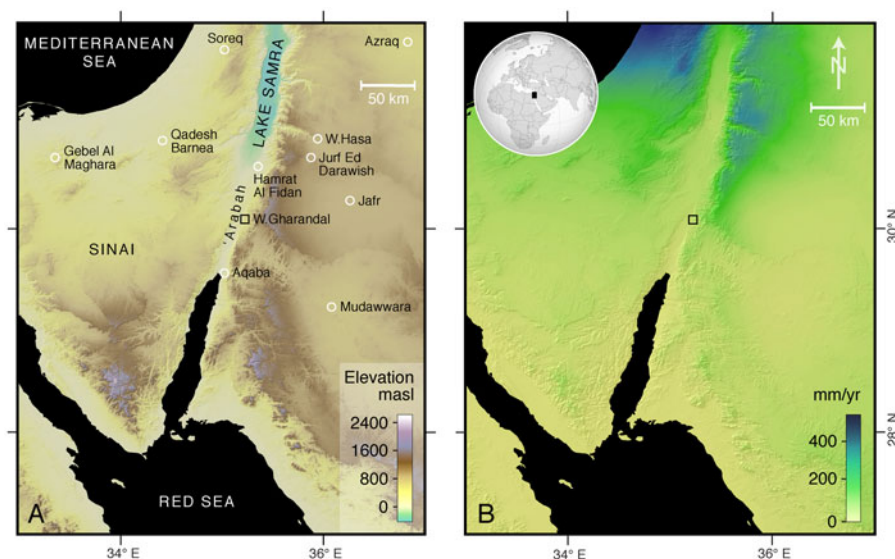 MEDITERRANEAN
SEA
Soreq
Azraq
LAKE SAMRA
50 km
Gebel Al
Maghara
Qadesh
Barnea
W.Hasa
Jurf Ed
Darawish
Hamrat
Al Fidan
Jafr
'Arabah
W.Gharandal
SINAI
Aqaba
Mudawwara
Elevation
masl
2400
1600
800
0
RED SEA
A
34° E
36° E
N
50 km
30° N
28° N
mm/yr
400
200
0
B
34° E
36° E